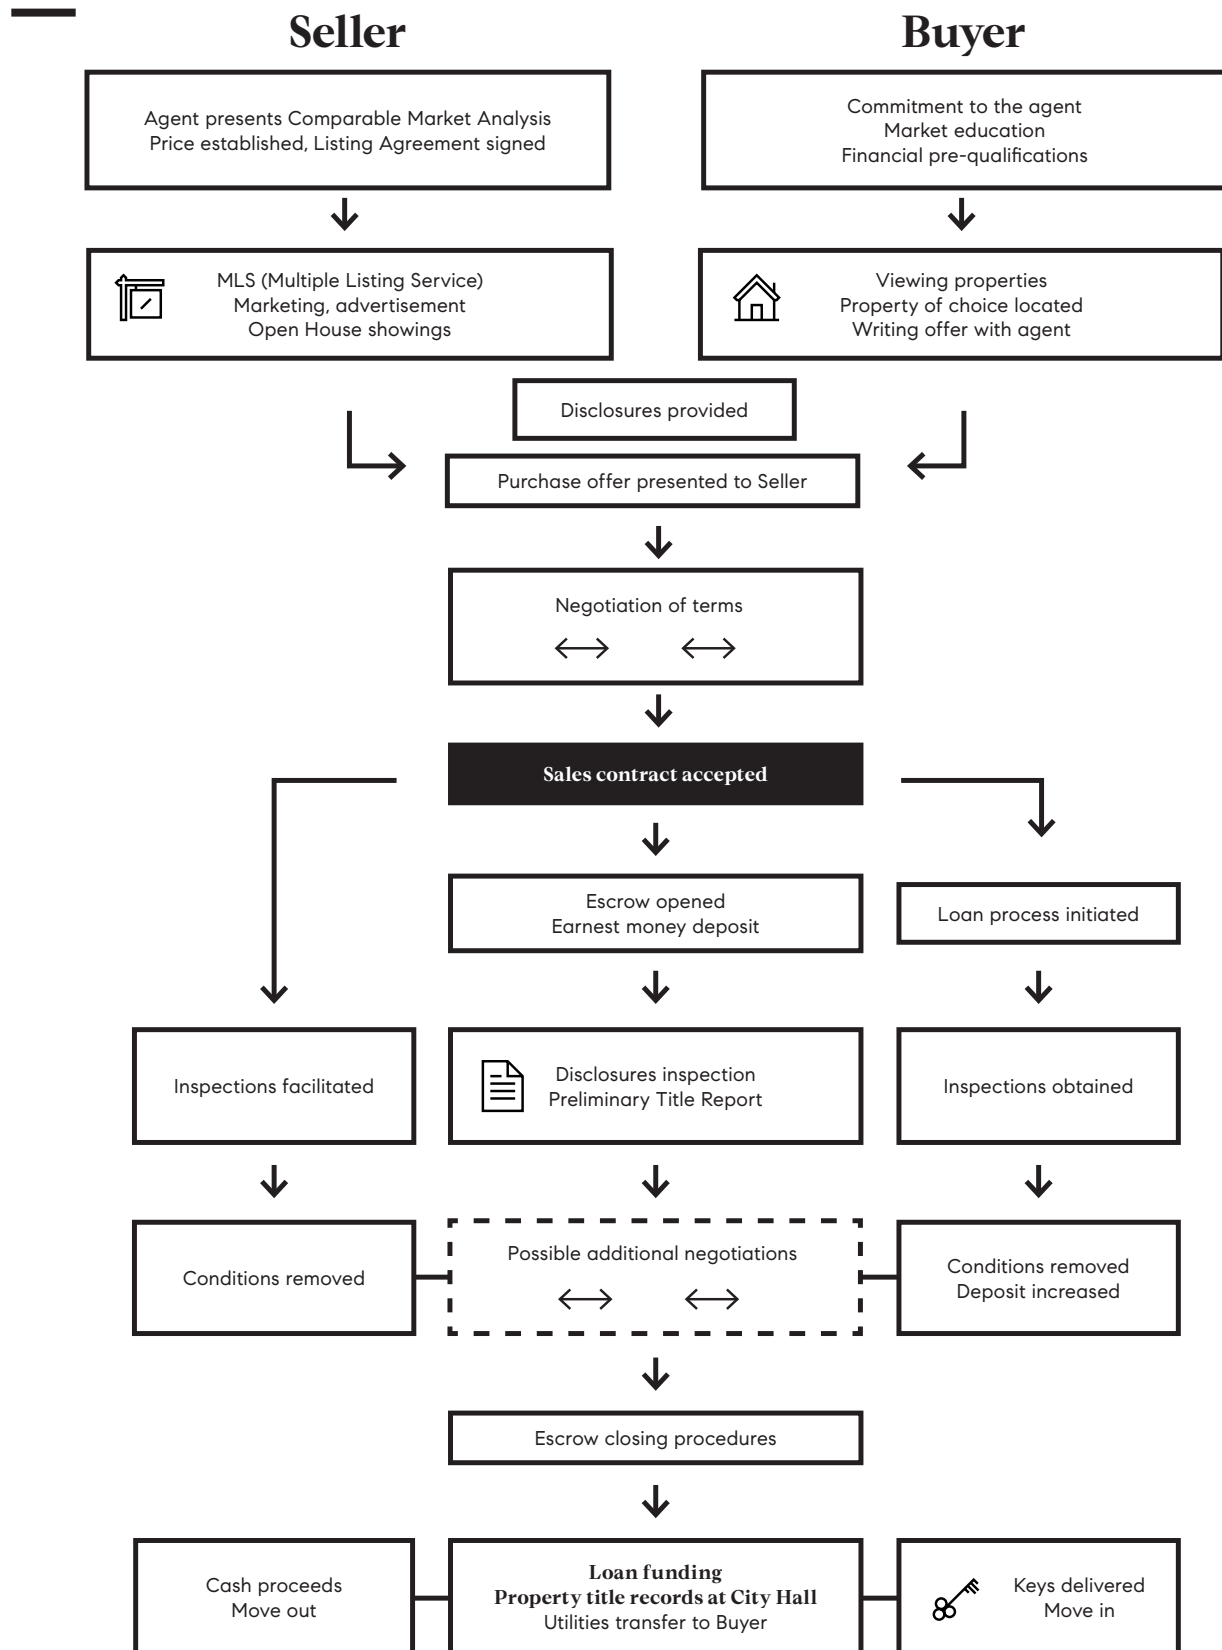 Seller
Buyer
Agent presents Comparable Market Analysis
Price established, Listing Agreement signed
Commitment to the agent
Market education
Financial pre-qualifications
MLS (Multiple Listing Service)
Marketing, advertisement
Open House showings
Viewing properties
Property of choice located
Writing offer with agent
Disclosures provided
Purchase offer presented to Seller
Negotiation of terms
Sales contract accepted
Escrow opened
Earnest money deposit
Loan process initiated
Inspections facilitated
Disclosures inspection
Preliminary Title Report
Inspections obtained
Conditions removed
Possible additional negotiations
Conditions removed
Deposit increased
Escrow closing procedures
Cash proceeds
Move out
Loan funding
Property title records at City Hall
Utilities transfer to Buyer
Keys delivered
Move in